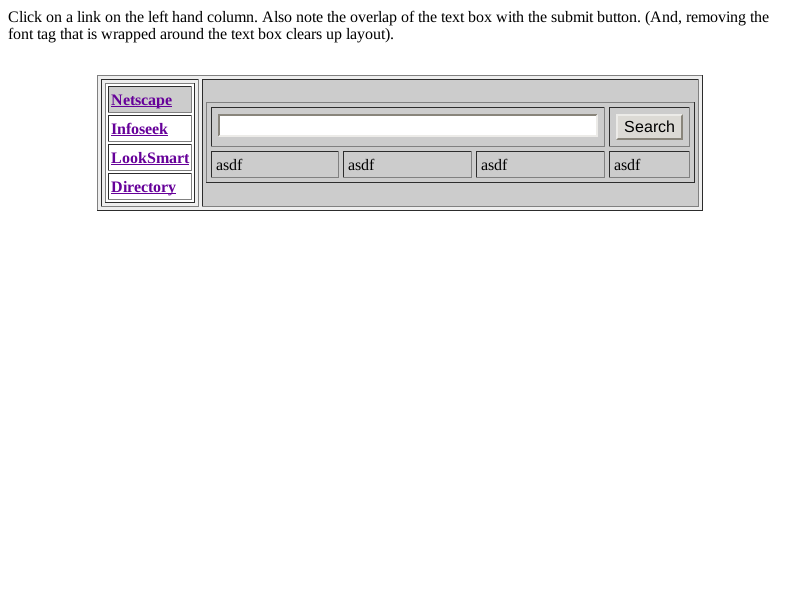 Click on a link on the left hand column. Also note the overlap of the text box with the submit button. (And, removing the
font tag that is wrapped around the text box clears up layout).
Netscape
Infoseek
LookSmart
Directory
Search
asdf asdf asdf asdf